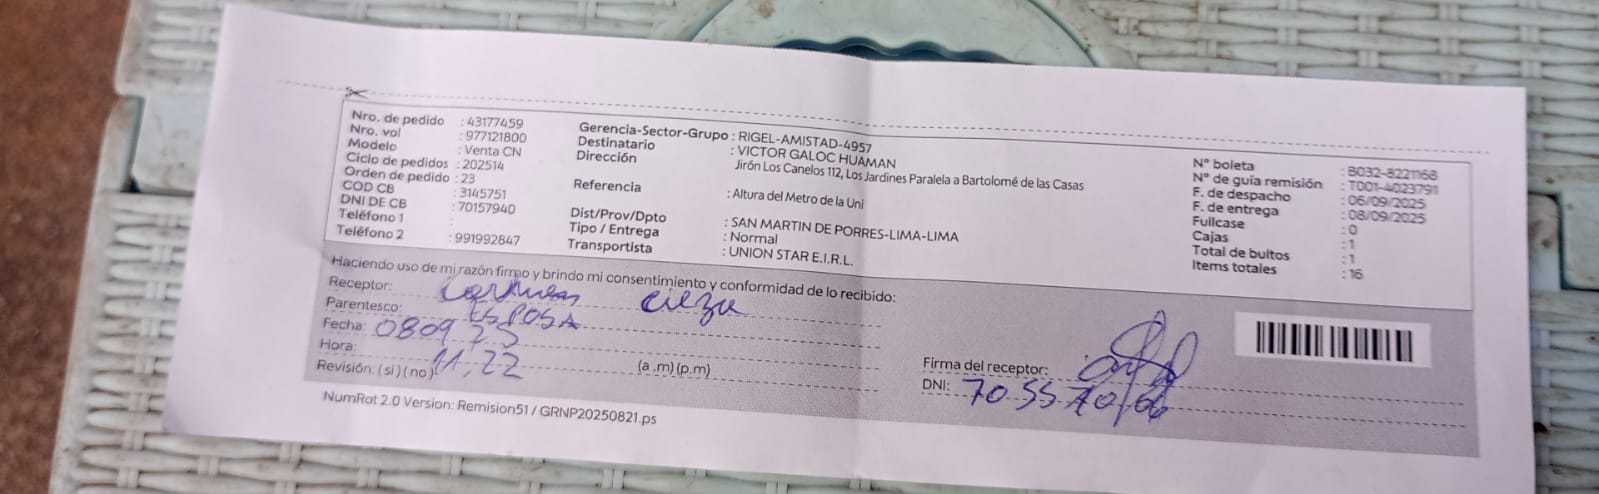 Nro. de pedido : 43177459
Nro. vol : 977121800
Modelo : Venta CN
Ciclo de pedidos : 202514
Orden de pedido : 23
COD CB : 3145751
DNI DE CB : 70157940
Teléfono 1 :
Teléfono 2 : 991992847
Gerencia-Sector-Grupo : RIGEL-AMISTAD-4957
Destinatario : VICTOR GALOC HUAMAN
Dirección Jirón Los Canelos 112, Los Jardines Paralela a Bartolomé de las Casas
Referencia : Altura del Metro de la Uni
Dist/Prov/Dpto : SAN MARTIN DE PORRES-LIMA-LIMA
Tipo / Entrega : Normal
Transportista : UNION STAR E.I.R.L.
N° boleta : B032-8221168
N° de guía remisión : T001-4023791
F. de despacho : 06/09/2025
F. de entrega : 08/09/2025
Fullcase : 0
Cajas : 1
Total de bultos : 1
Items totales : 16
Haciendo uso de mi razón firmo y brindo mi consentimiento y conformidad de lo recibido:
Receptor: Carmen cieza
Parentesco: ESPOSA
Fecha: 0809 25
Hora: 11,22 (a .m) (p.m)
Revisión: ( si ) ( no )
Firma del receptor:
DNI:
NumRot 2.0 Version: Remision51 / GRNP20250821.ps